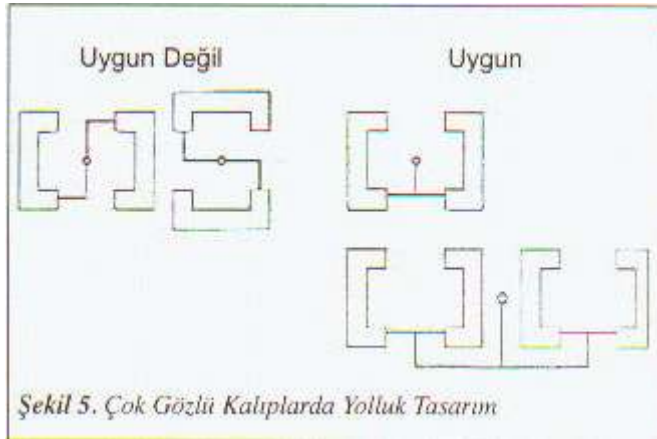 Uygun Değil
Uygun
Şekil 5. Çok Gözlü Kalıplarda Yolluk Tasarım